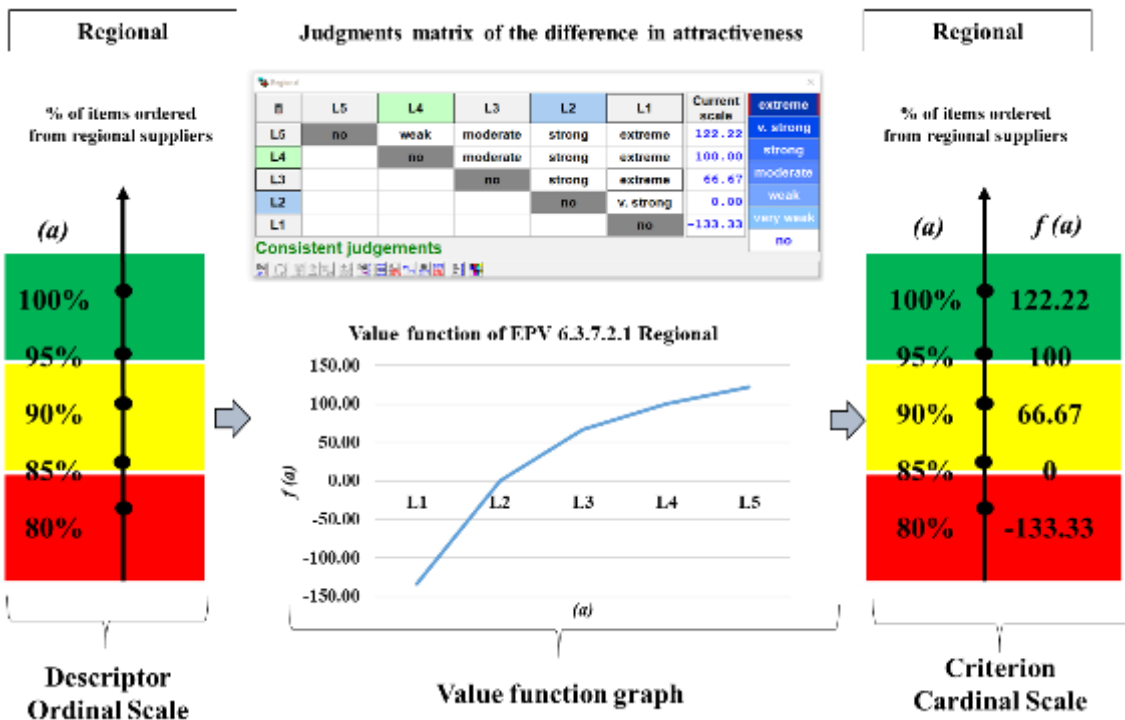 Regional
% of items ordered
from regional suppliers
(a)
100%
95%
90%
85%
80%
Descriptor
Ordinal Scale
Judgments matrix of the difference in attractiveness
Regional
L5 L4 L3 L2 L1 Current scale
L5 no weak moderate strong extreme 122.22
L4 no moderate strong extreme 100.00
L3 no strong extreme 66.67
L2 no v. strong 0.00
L1 no -133.33
extreme
v. strong
strong
moderate
weak
very weak
no
Consistent judgements
Value function of EPV 6.3.7.2.1 Regional
150.00
100.00
50.00
0.00
-50.00
-100.00
-150.00
f (a)
L1 L2 L3 L4 L5
(a)
Value function graph
Regional
% of items ordered
from regional suppliers
(a) f (a)
100% 122.22
95% 100
90% 66.67
85% 0
80% -133.33
Criterion
Cardinal Scale